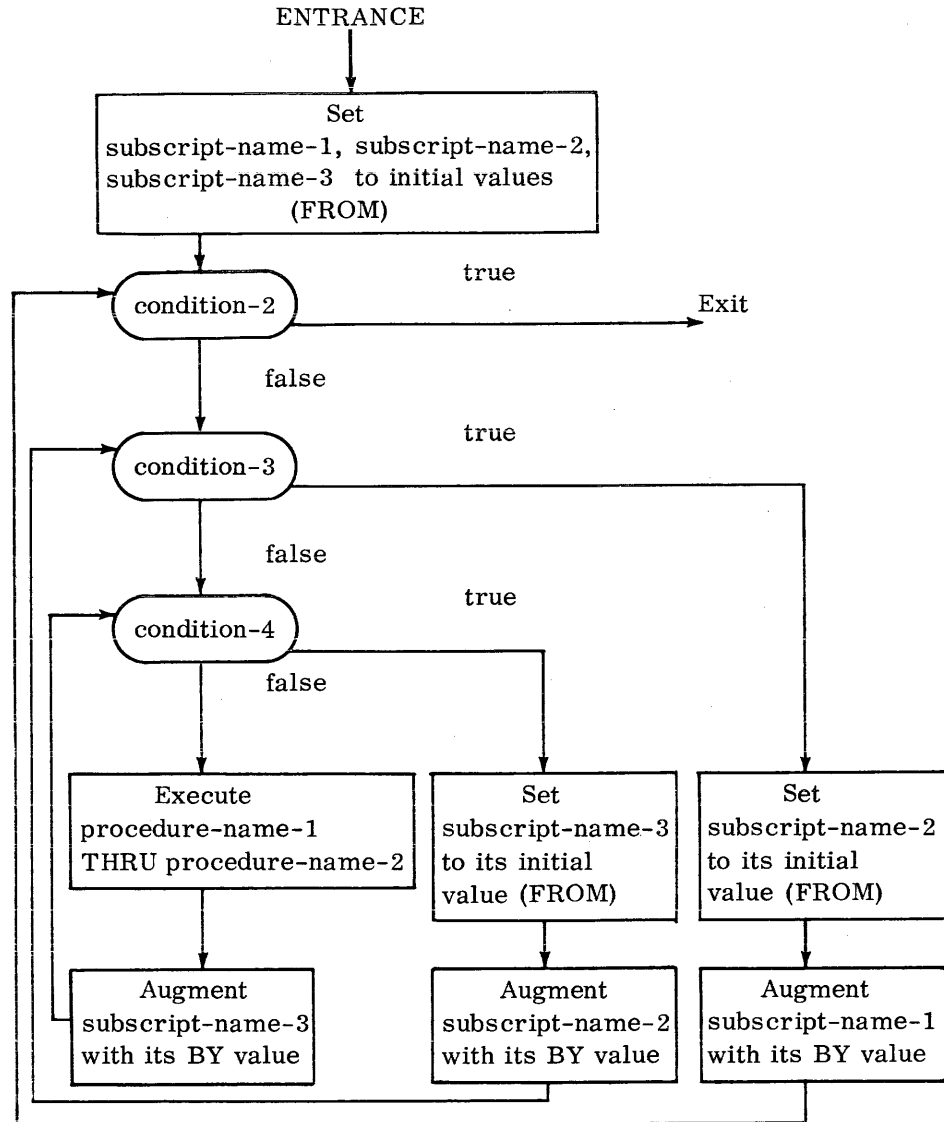 ENTRANCE
Set
subscript-name-1, subscript-name-2,
subscript-name-3 to initial values
(FROM)
true
condition-2
Exit
false
true
condition-3
false
true
condition-4
false
Execute
procedure-name-1
THRU procedure-name-2
Set
subscript-name-3
to its initial
value (FROM)
Set
subscript-name-2
to its initial
value (FROM)
Augment
subscript-name-3
with its BY value
Augment
subscript-name-2
with its BY value
Augment
subscript-name-1
with its BY value